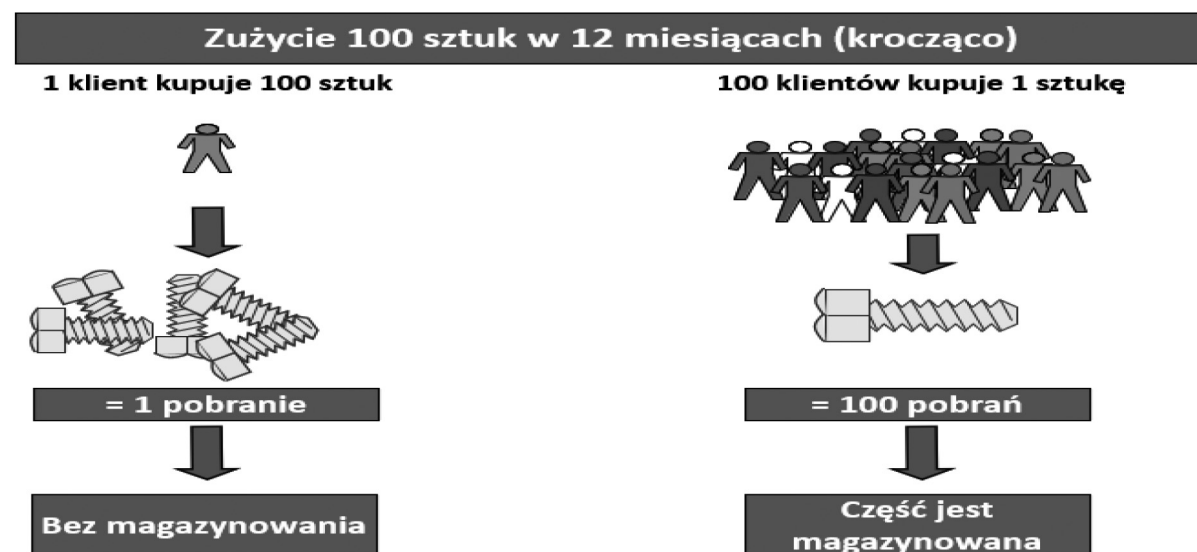 Zużycie 100 sztuk w 12 miesiącach (krocząco)
1 klient kupuje 100 sztuk
100 klientów kupuje 1 sztukę
= 1 pobranie
= 100 pobrań
Bez magazynowania
Część jest
magazynowana